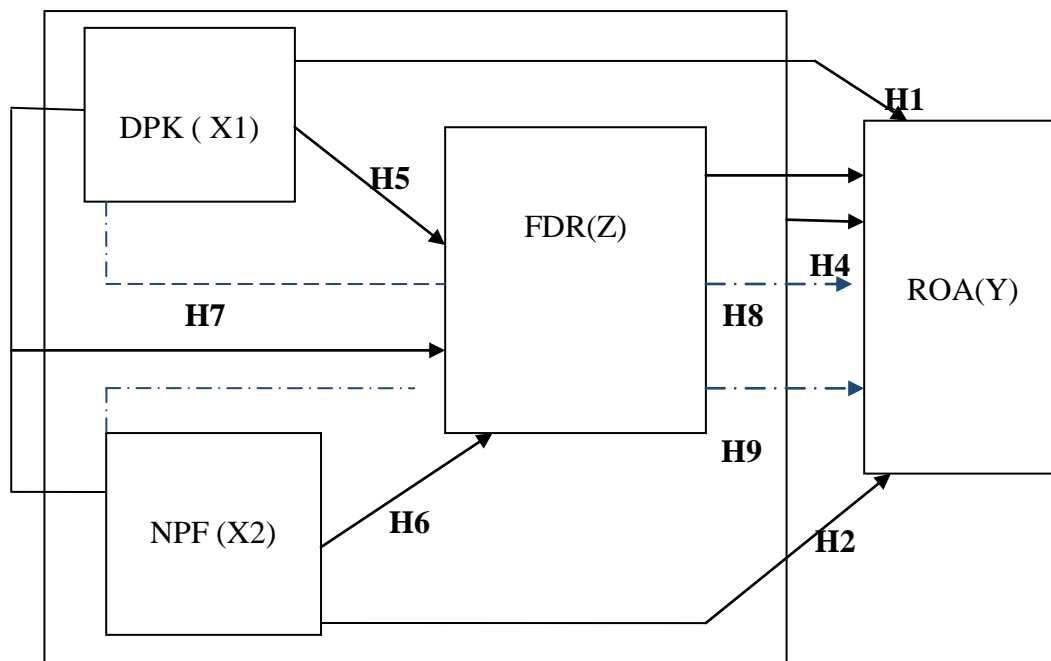 H1
DPK ( X1)
H5
FDR(Z)
H4
ROA(Y)
H7
H8
H9
NPF (X2)
H6
H2